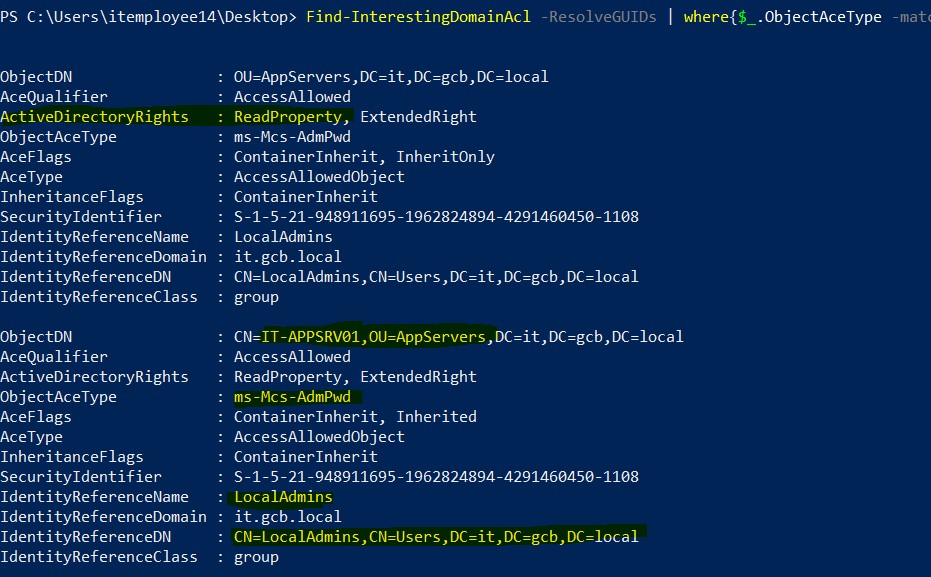 PS C:\Users\itemployee14\Desktop> Find-InterestingDomainAcl -ResolveGUIDs | where{$_.ObjectAceType -matc
ObjectDN : OU=AppServers,DC=it,DC=gcb,DC=local
AceQualifier : AccessAllowed
ActiveDirectoryRights : ReadProperty, ExtendedRight
ObjectAceType : ms-Mcs-AdmPwd
AceFlags : ContainerInherit, InheritOnly
AceType : AccessAllowedObject
InheritanceFlags : ContainerInherit
SecurityIdentifier : S-1-5-21-948911695-1962824894-4291460450-1108
IdentityReferenceName : LocalAdmins
IdentityReferenceDomain : it.gcb.local
IdentityReferenceDN : CN=LocalAdmins,CN=Users,DC=it,DC=gcb,DC=local
IdentityReferenceClass : group
ObjectDN : CN=IT-APPSRV01,OU=AppServers,DC=it,DC=gcb,DC=local
AceQualifier : AccessAllowed
ActiveDirectoryRights : ReadProperty, ExtendedRight
ObjectAceType : ms-Mcs-AdmPwd
AceFlags : ContainerInherit, Inherited
AceType : AccessAllowedObject
InheritanceFlags : ContainerInherit
SecurityIdentifier : S-1-5-21-948911695-1962824894-4291460450-1108
IdentityReferenceName : LocalAdmins
IdentityReferenceDomain : it.gcb.local
IdentityReferenceDN : CN=LocalAdmins,CN=Users,DC=it,DC=gcb,DC=local
IdentityReferenceClass : group